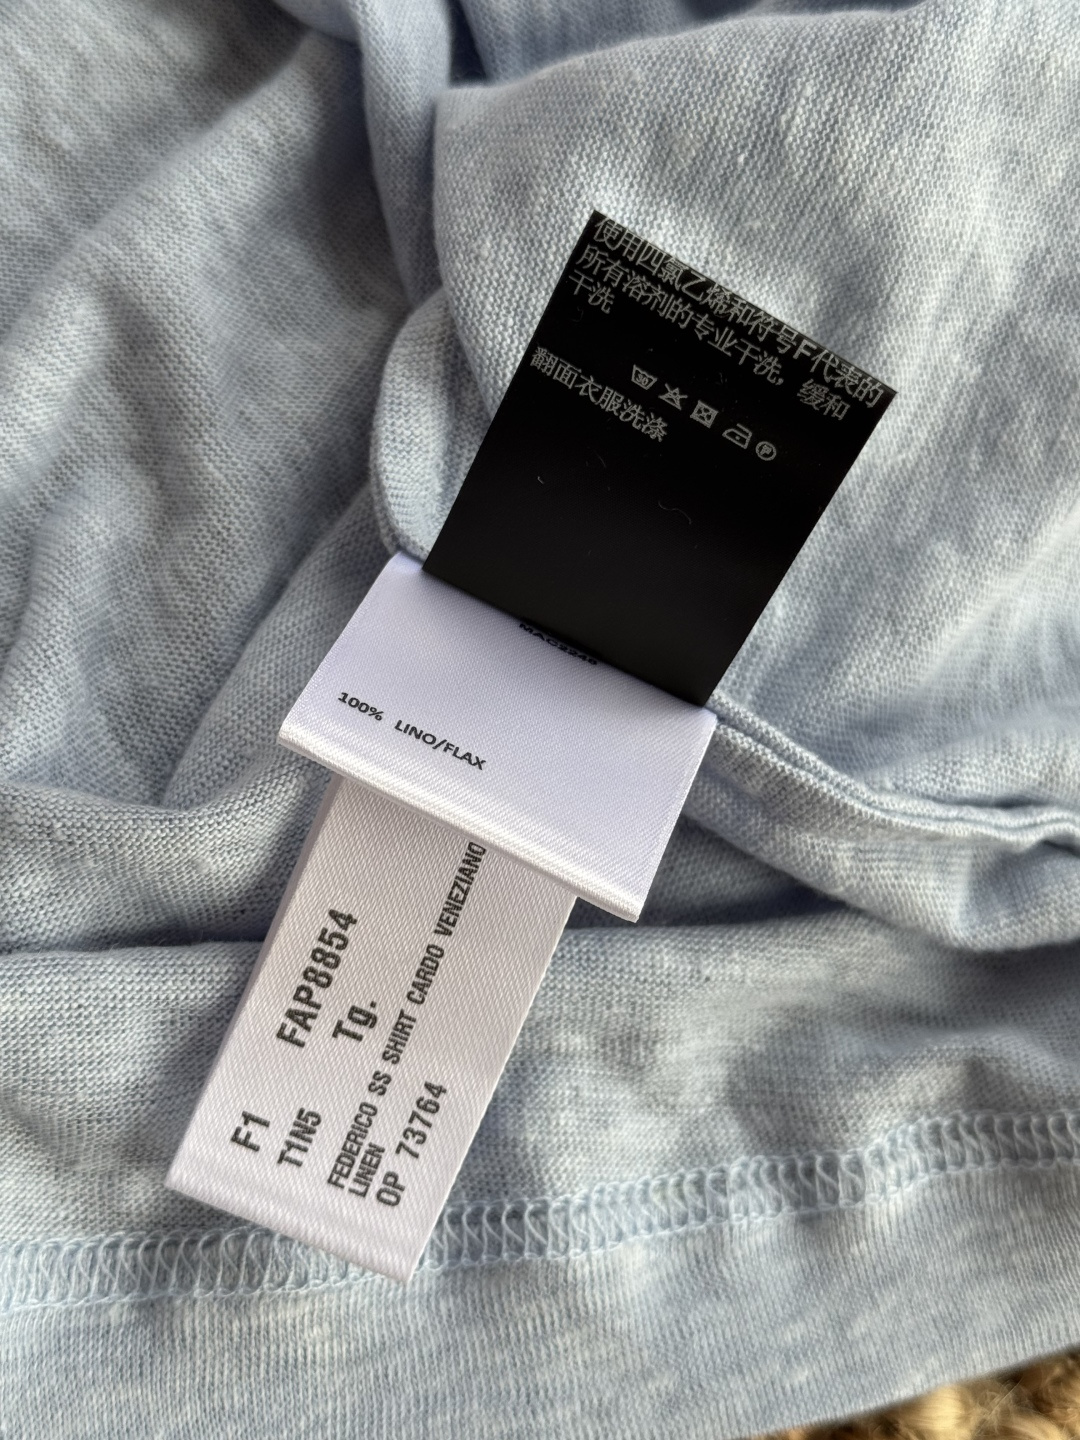 使用四氯乙烯和符号F代表的
所有溶剂的专业干洗，缓和
干洗
30
P
翻面衣服洗涤
100% LINO/FLAX
F1 FAP8854
T1N5 Tg.
FEDERICO SS SHIRT CARDO VENEZIANO
LINEN
OP 73764